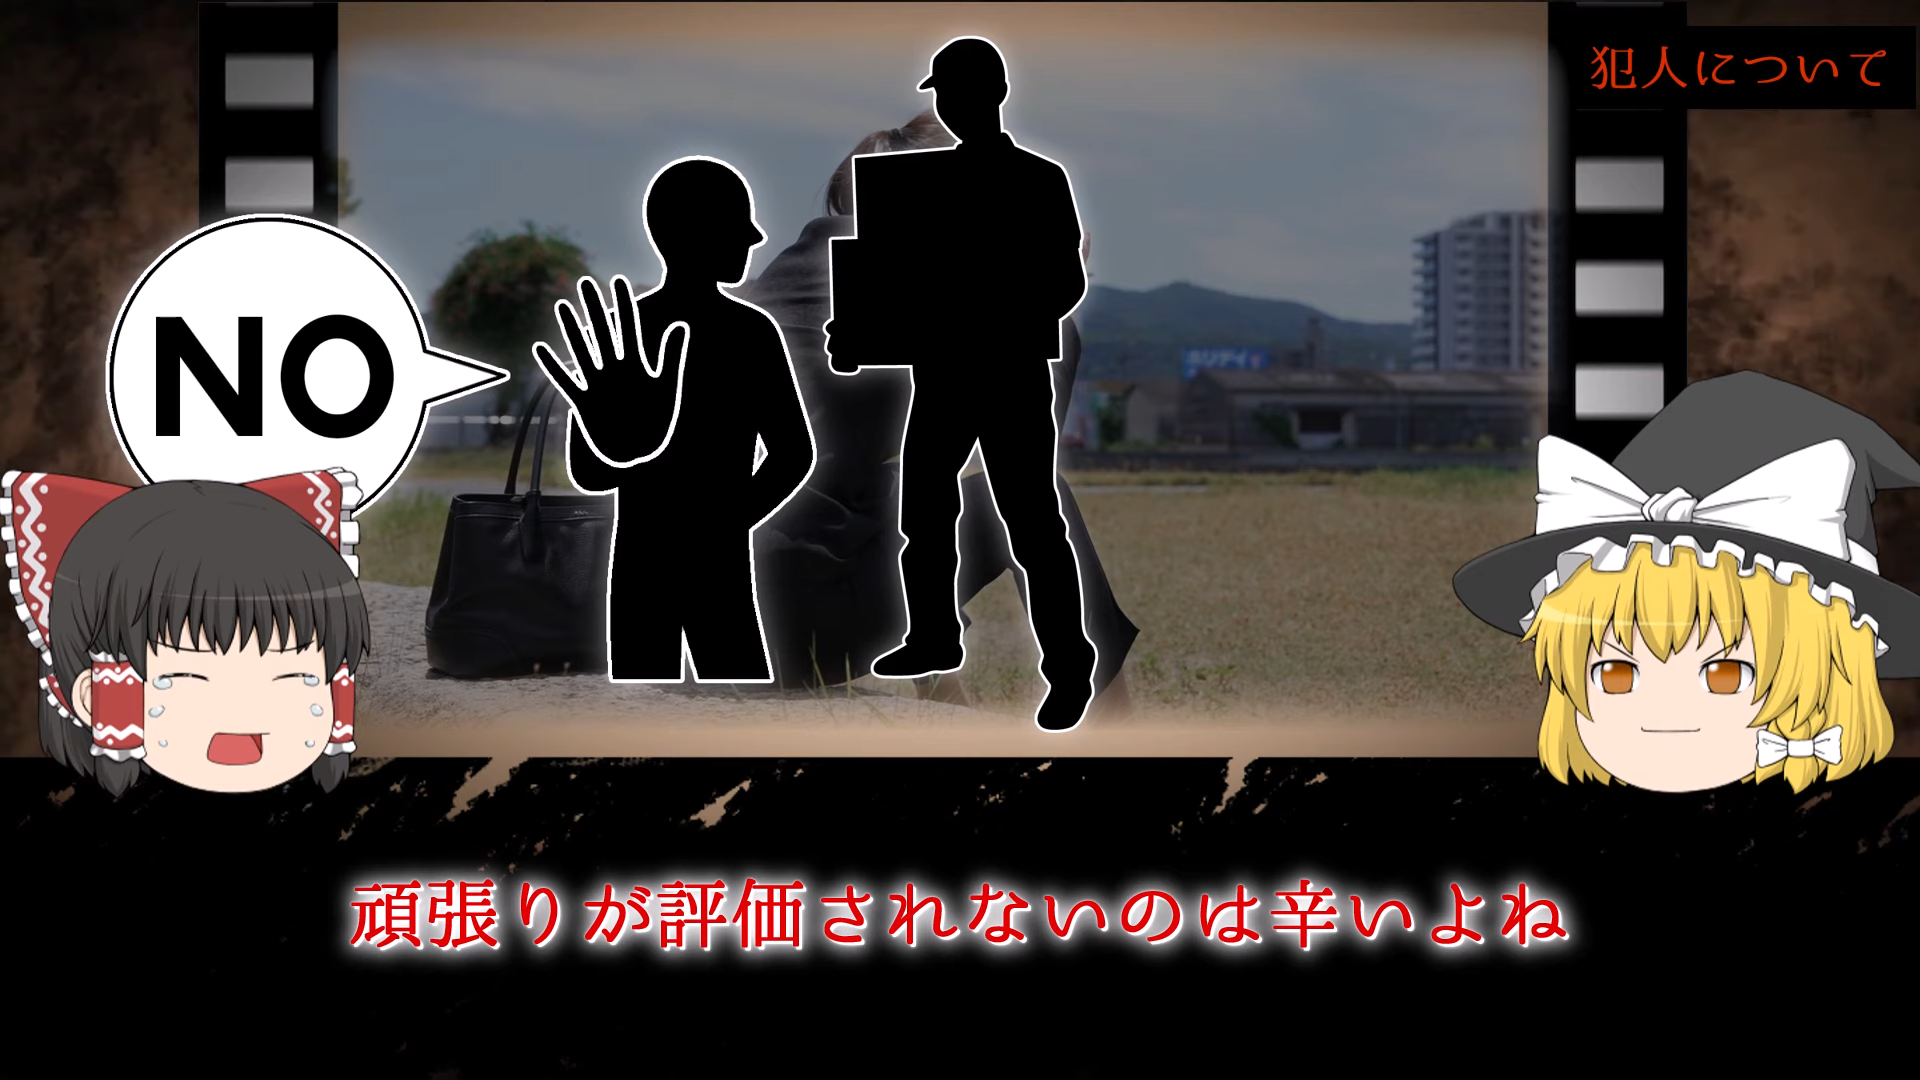 犯人について
NO
頑張りが評価されないのは辛いよね